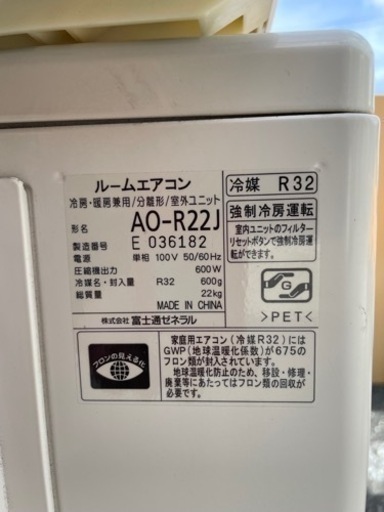 ルームエアコン
冷房・暖房兼用/分離形/室外ユニット
形名 AO-R22J
製造番号 E 036182
電源 単相 100V 50/60Hz
圧縮機出力 600W
冷媒名・封入量 R32 600g
総質量 22kg
MADE IN CHINA
株式会社 富士通ゼネラル
冷媒 R32
強制冷房運転
室内ユニットのフィルター
リセットボタンで強制冷房運
転ができます。
G
>PET<
フロンの見える化
家庭用エアコン(冷媒R32)には
GWP(地球温暖化係数)が675の
フロン類が封入されています。
地球温暖化防止のため、移設・修理・
廃棄等にあたってはフロン類の回収が
必要です。